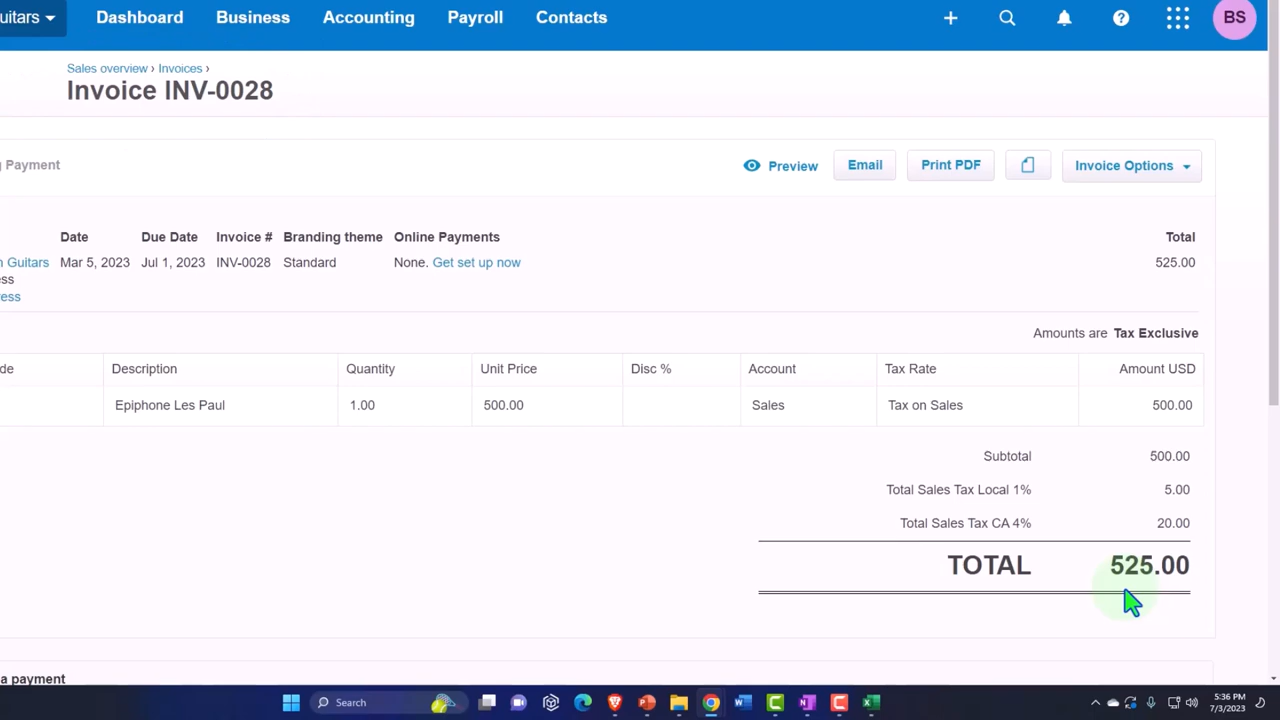 uitars Dashboard Business Accounting Payroll Contacts BS
Sales overview › Invoices ›
Invoice INV-0028
Payment Preview Email Print PDF Invoice Options
Date Due Date Invoice # Branding theme Online Payments Total
Guitars Mar 5, 2023 Jul 1, 2023 INV-0028 Standard None. Get set up now 525.00
ess
ress
Amounts are Tax Exclusive
de Description Quantity Unit Price Disc % Account Tax Rate Amount USD
Epiphone Les Paul 1.00 500.00 Sales Tax on Sales 500.00
Subtotal 500.00
Total Sales Tax Local 1% 5.00
Total Sales Tax CA 4% 20.00
TOTAL 525.00
a payment
Search
5:36 PM
7/3/2023